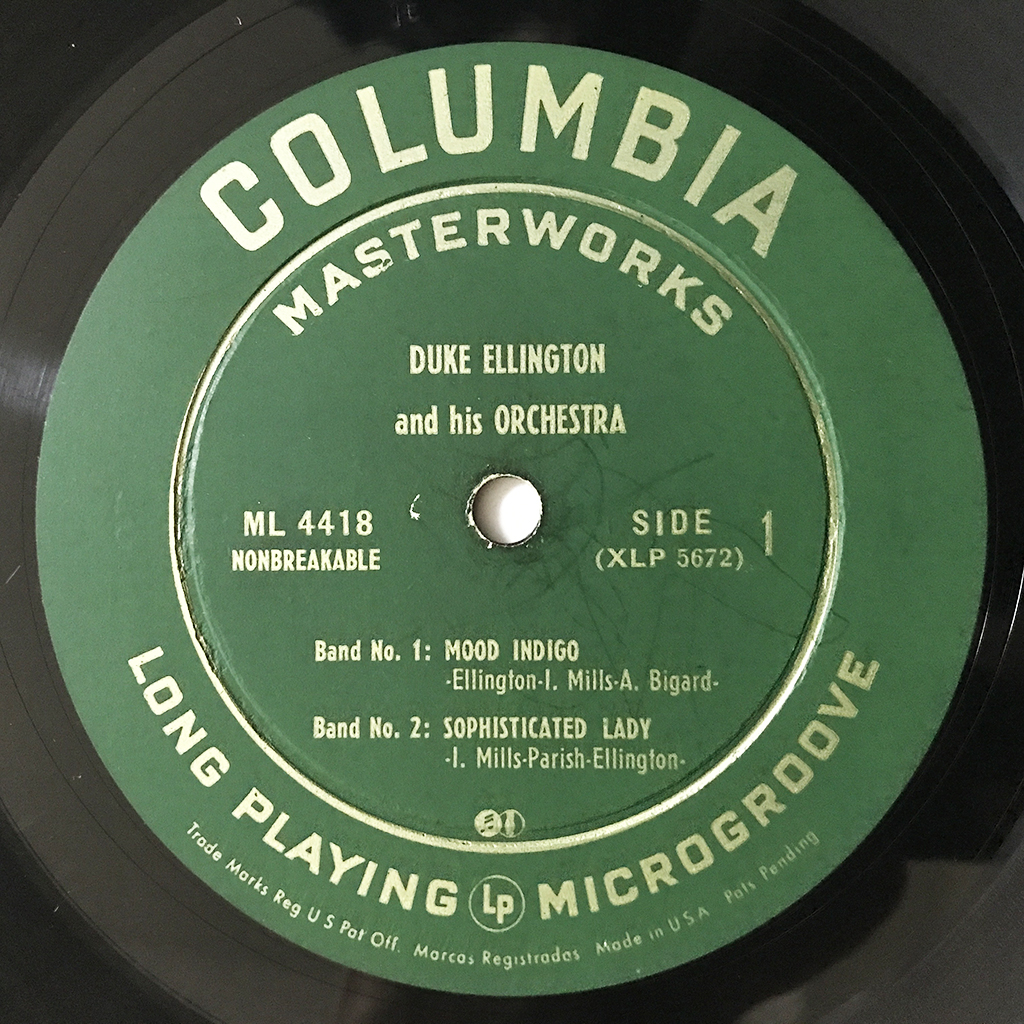 COLUMBIA
MASTERWORKS
DUKE ELLINGTON
and his ORCHESTRA
ML 4418
NONBREAKABLE
SIDE 1
(XLP 5672)
Band No. 1: MOOD INDIGO
-Ellington-I. Mills-A. Bigard-
Band No. 2: SOPHISTICATED LADY
-I. Mills-Parish-Ellington-
LONG PLAYING LP MICROGROOVE
Trade Marks Reg U S Pat Off. Marcas Registradas Made in U S A Pats Pending